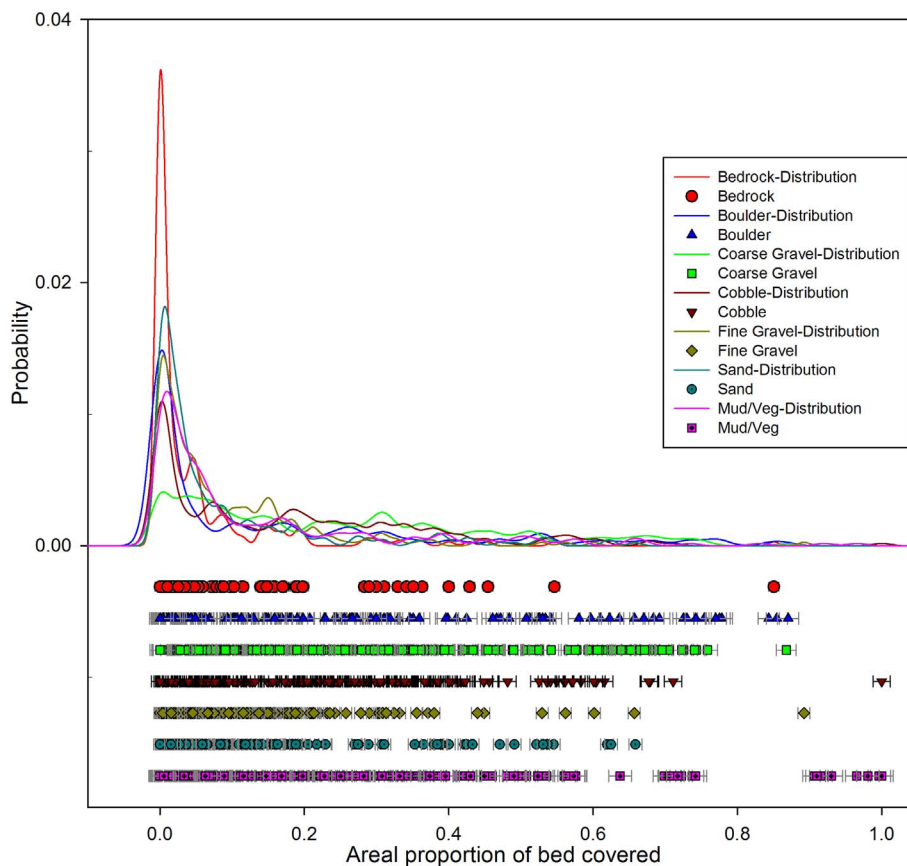 0.04
0.02
0.00
Probability
Bedrock-Distribution
Bedrock
Boulder-Distribution
Boulder
Coarse Gravel-Distribution
Coarse Gravel
Cobble-Distribution
Cobble
Fine Gravel-Distribution
Fine Gravel
Sand-Distribution
Sand
Mud/Veg-Distribution
Mud/Veg
0.0 0.2 0.4 0.6 0.8 1.0
Areal proportion of bed covered